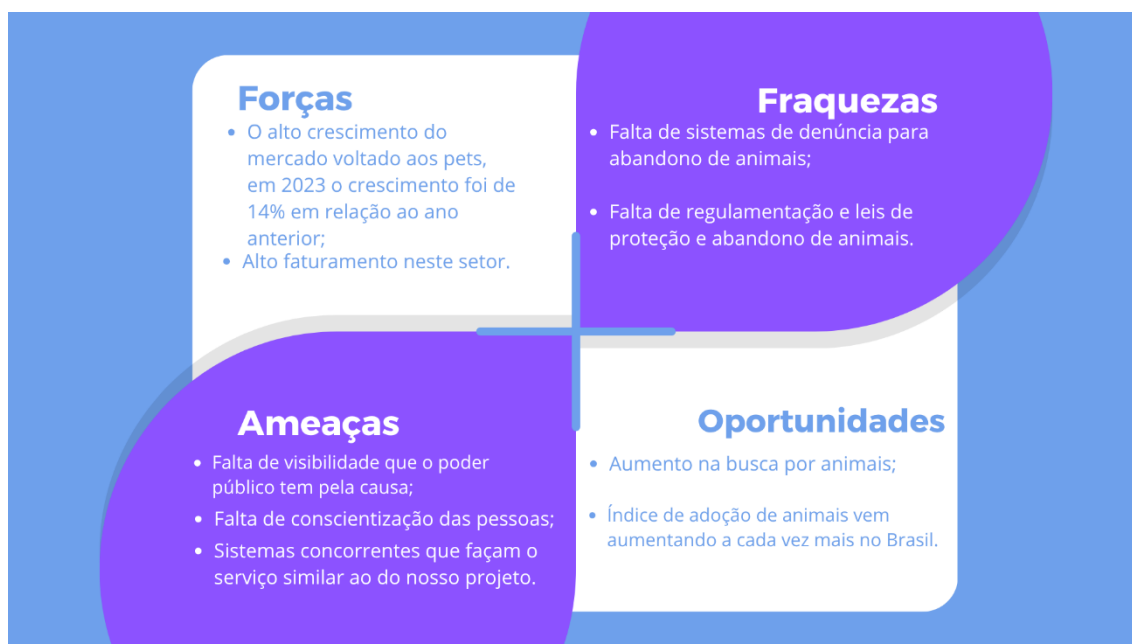 Forças
• O alto crescimento do
mercado voltado aos pets,
em 2023 o crescimento foi de
14% em relação ao ano
anterior;
• Alto faturamento neste setor.
Fraquezas
• Falta de sistemas de denúncia para
abandono de animais;
• Falta de regulamentação e leis de
proteção e abandono de animais.
Ameaças
• Falta de visibilidade que o poder
público tem pela causa;
• Falta de conscientização das pessoas;
• Sistemas concorrentes que façam o
serviço similar ao do nosso projeto.
Oportunidades
• Aumento na busca por animais;
• Índice de adoção de animais vem
aumentando a cada vez mais no Brasil.